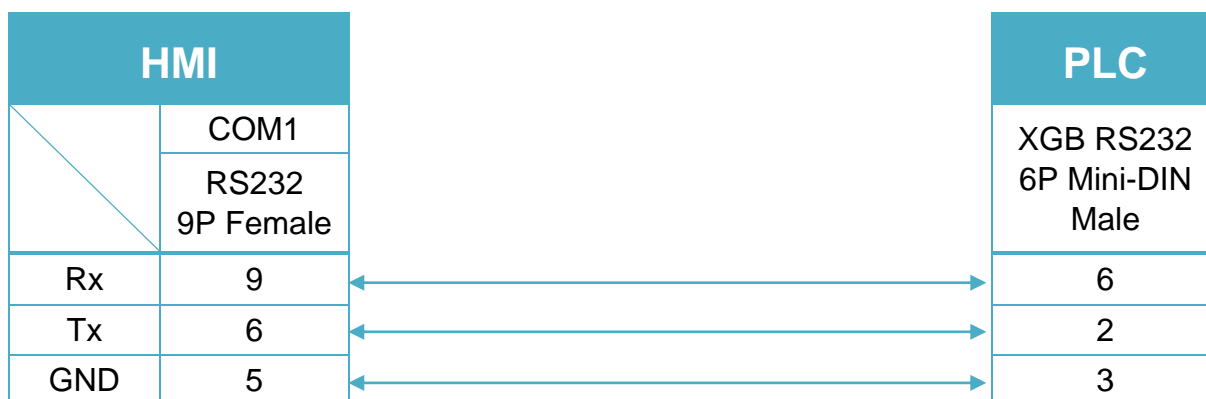 HMI
PLC
COM1
RS232
9P Female
XGB RS232
6P Mini-DIN
Male
Rx 9 6
Tx 6 2
GND 5 3